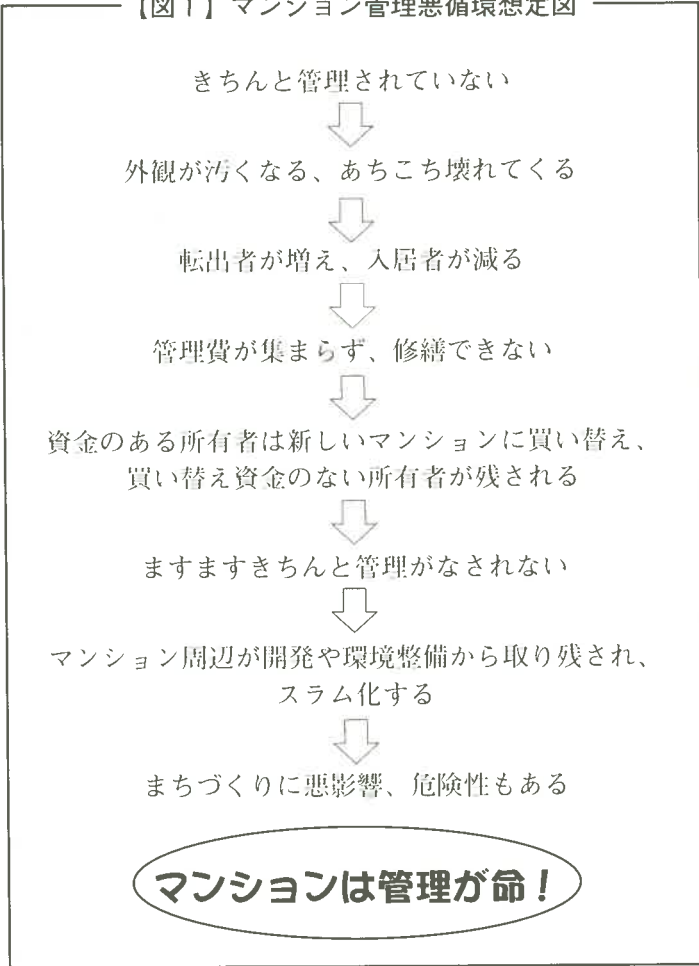 【図1】マンション管理悪循環想定図
きちんと管理されていない
外観が汚くなる、あちこち壊れてくる
転出者が増え、入居者が減る
管理費が集まらず、修繕できない
資金のある所有者は新しいマンションに買い替え、
買い替え資金のない所有者が残される
ますますきちんと管理がなされない
マンション周辺が開発や環境整備から取り残され、
スラム化する
まちづくりに悪影響、危険性もある
マンションは管理が命！